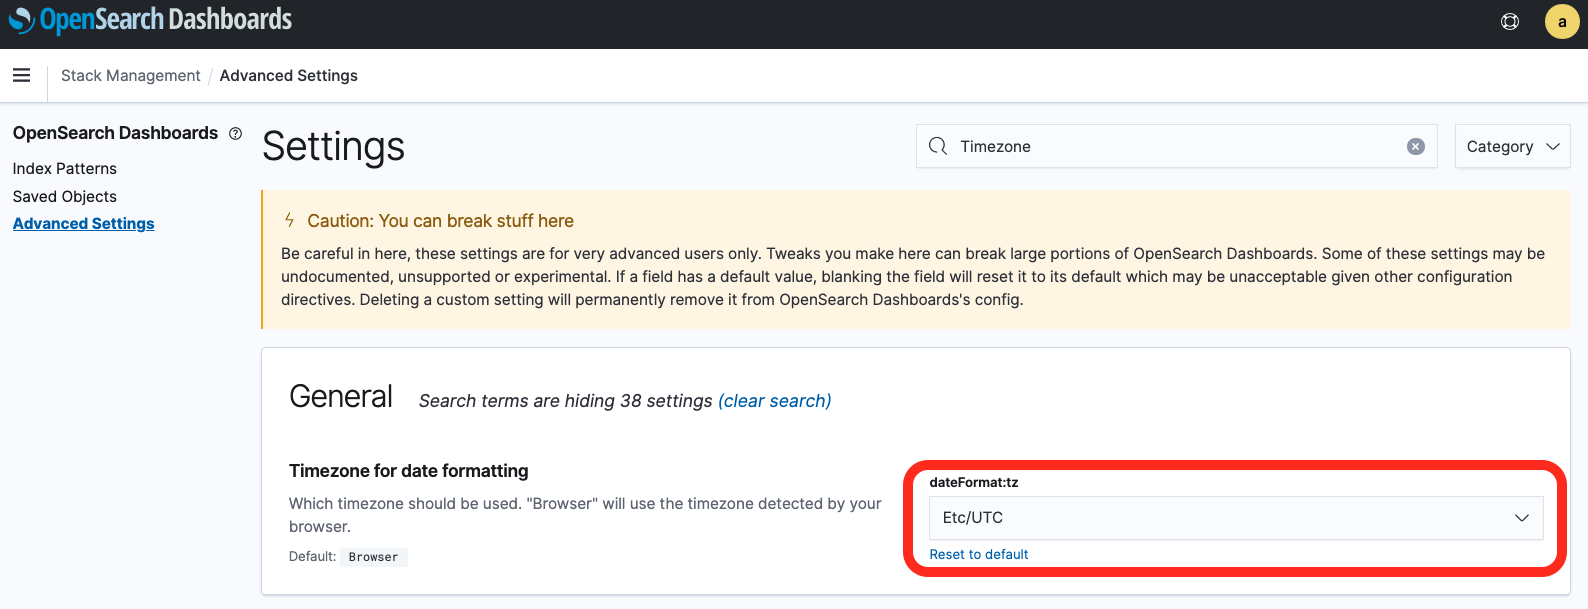 OpenSearch Dashboards
a
Stack Management / Advanced Settings
OpenSearch Dashboards
Index Patterns
Saved Objects
Advanced Settings
Settings
Timezone
Category
Caution: You can break stuff here
Be careful in here, these settings are for very advanced users only. Tweaks you make here can break large portions of OpenSearch Dashboards. Some of these settings may be
undocumented, unsupported or experimental. If a field has a default value, blanking the field will reset it to its default which may be unacceptable given other configuration
directives. Deleting a custom setting will permanently remove it from OpenSearch Dashboards's config.
General
Search terms are hiding 38 settings (clear search)
Timezone for date formatting
Which timezone should be used. "Browser" will use the timezone detected by your
browser.
Default: Browser
dateFormat:tz
Etc/UTC
Reset to default